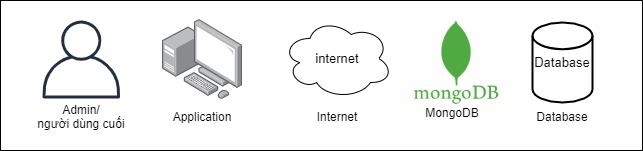 internet
Database
mongoDB
Admin/
người dùng cuối
Application
Internet
MongoDB
Database